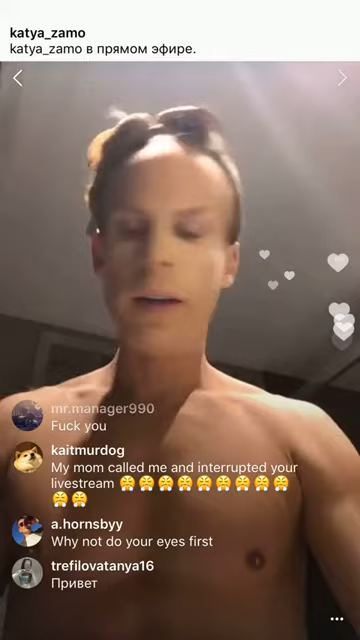 katya_zamo
katya_zamo в прямом эфире.
mr.manager990
Fuck you
kaitmurdog
My mom called me and interrupted your
livestream 😤😤😤😤😤😤😤😤😤
😤😤
a.hornsbyy
Why not do your eyes first
trefilovatanya16
Привет